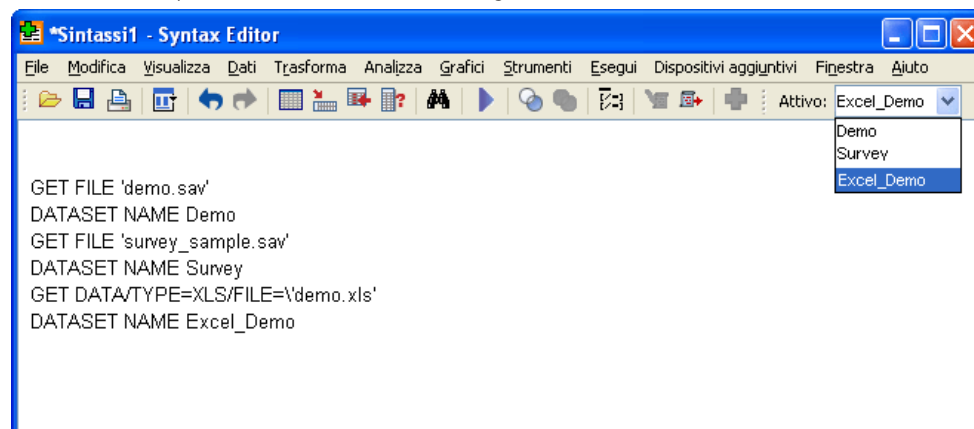 *Sintassi1 - Syntax Editor
File Modifica Visualizza Dati Trasforma Analizza Grafici Strumenti Esegui Dispositivi aggiuntivi Finestra Aiuto
Attivo: Excel_Demo
Demo
Survey
Excel_Demo
GET FILE 'demo.sav'
DATASET NAME Demo
GET FILE 'survey_sample.sav'
DATASET NAME Survey
GET DATA/TYPE=XLS/FILE=\'demo.xls'
DATASET NAME Excel_Demo